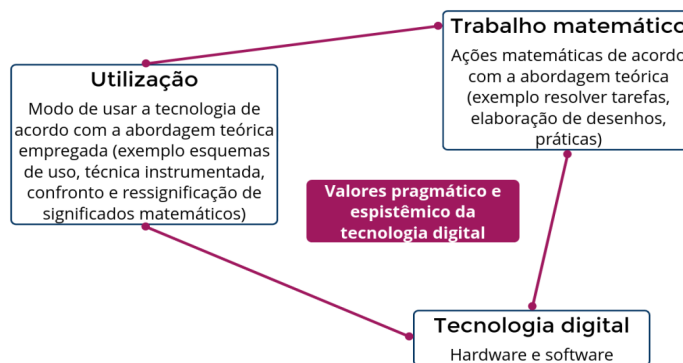 Trabalho matemático
Ações matemáticas de acordo
com a abordagem teórica
(exemplo resolver tarefas,
elaboração de desenhos,
práticas)
Utilização
Modo de usar a tecnologia de
acordo com a abordagem teórica
empregada (exemplo esquemas
de uso, técnica instrumentada,
confronto e ressignificação de
significados matemáticos)
Valores pragmático e
espistêmico da
tecnologia digital
Tecnologia digital
Hardware e software